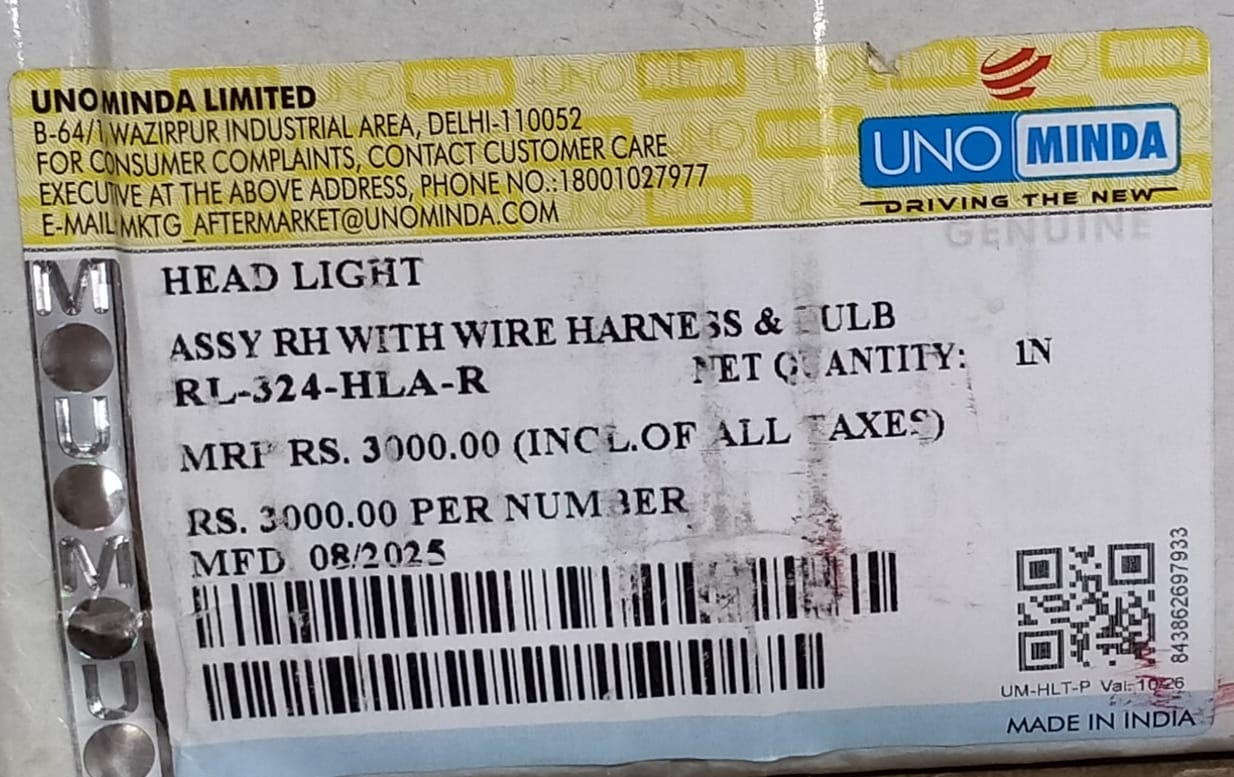 UNOMINDA LIMITED
B-64/1 WAZIRPUR INDUSTRIAL AREA, DELHI-110052
FOR CONSUMER COMPLAINTS, CONTACT CUSTOMER CARE
EXECUTIVE AT THE ABOVE ADDRESS, PHONE NO.:18001027977
E-MAIL MKTG_AFTERMARKET@UNOMINDA.COM
UNO MINDA
DRIVING THE NEW
GENUINE
HEAD LIGHT
ASSY RH WITH WIRE HARNESS & BULB
RL-324-HLA-R
NET QUANTITY: 1N
MRP RS. 3000.00 (INCL.OF ALL TAXES)
RS. 3000.00 PER NUMBER
MFD 08/2025
843862697933
UM-HLT-P Val: 10/26
MADE IN INDIA
M
U
M
U